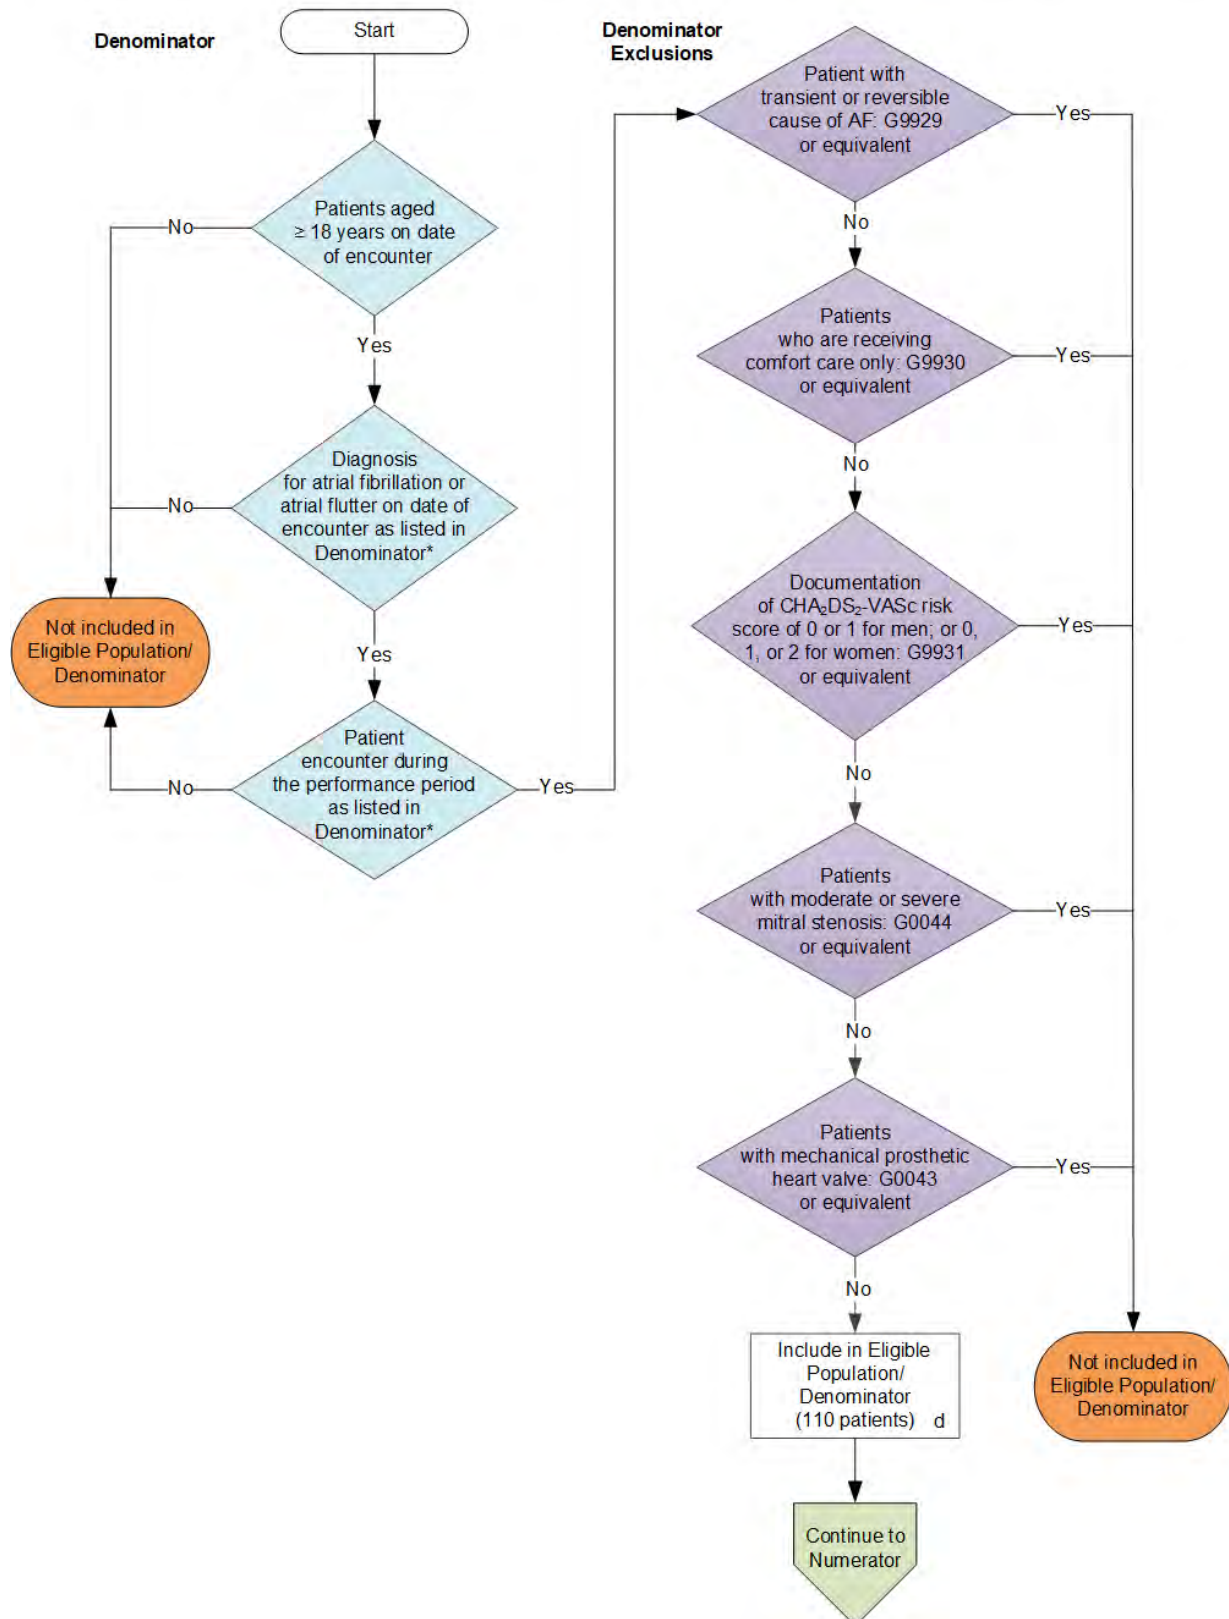 Denominator
Start
Patients aged
≥ 18 years on date
of encounter
No
Yes
Diagnosis
for atrial fibrillation or
atrial flutter on date of
encounter as listed in
Denominator*
No
Yes
Not included in
Eligible Population/
Denominator
Patient
encounter during
the performance period
as listed in
Denominator*
No
Yes
Denominator
Exclusions
Patient with
transient or reversible
cause of AF: G9929
or equivalent
Yes
No
Patients
who are receiving
comfort care only: G9930
or equivalent
Yes
No
Documentation
of CHA₂DS₂-VASc risk
score of 0 or 1 for men; or 0,
1, or 2 for women: G9931
or equivalent
Yes
No
Patients
with moderate or severe
mitral stenosis: G0044
or equivalent
Yes
No
Patients
with mechanical prosthetic
heart valve: G0043
or equivalent
Yes
No
Include in Eligible
Population/
Denominator
(110 patients) d
Not included in
Eligible Population/
Denominator
Continue to
Numerator